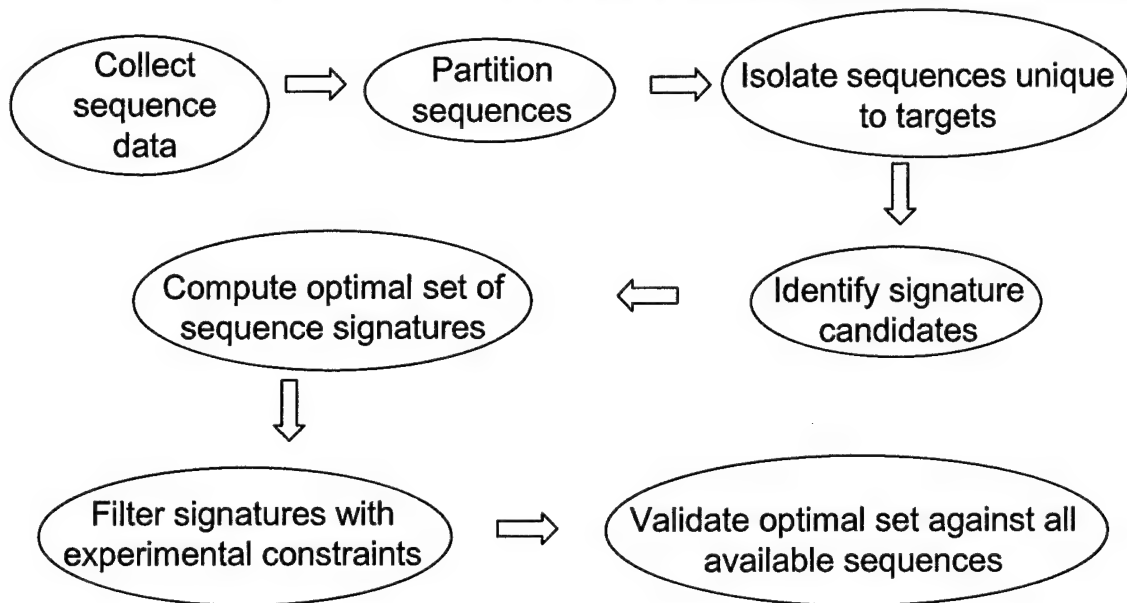 Collect
sequence
data
Partition
sequences
Isolate sequences unique
to targets
Identify signature
candidates
Compute optimal set of
sequence signatures
Filter signatures with
experimental constraints
Validate optimal set against all
available sequences